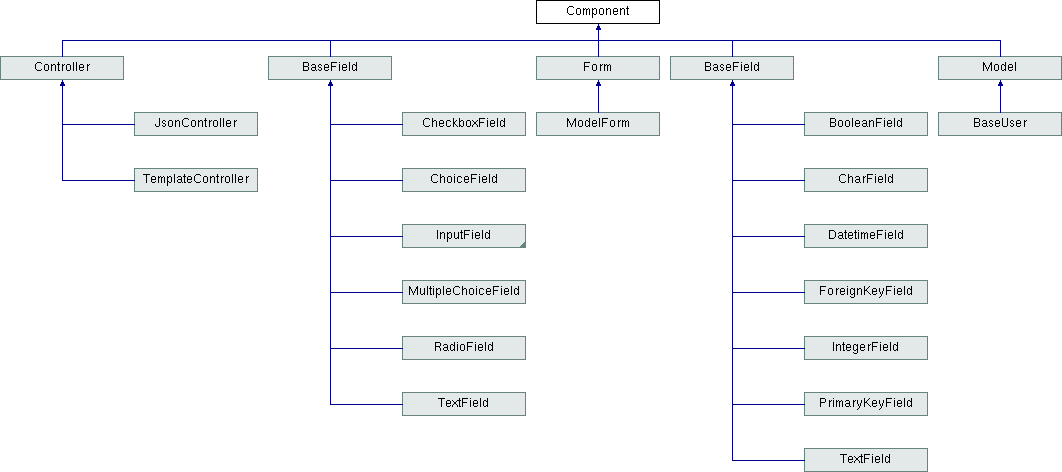 Component
Controller
BaseField
Form
BaseField
Model
JsonController
CheckboxField
ModelForm
BooleanField
BaseUser
TemplateController
ChoiceField
CharField
InputField
DatetimeField
MultipleChoiceField
ForeignKeyField
RadioField
IntegerField
TextField
PrimaryKeyField
TextField